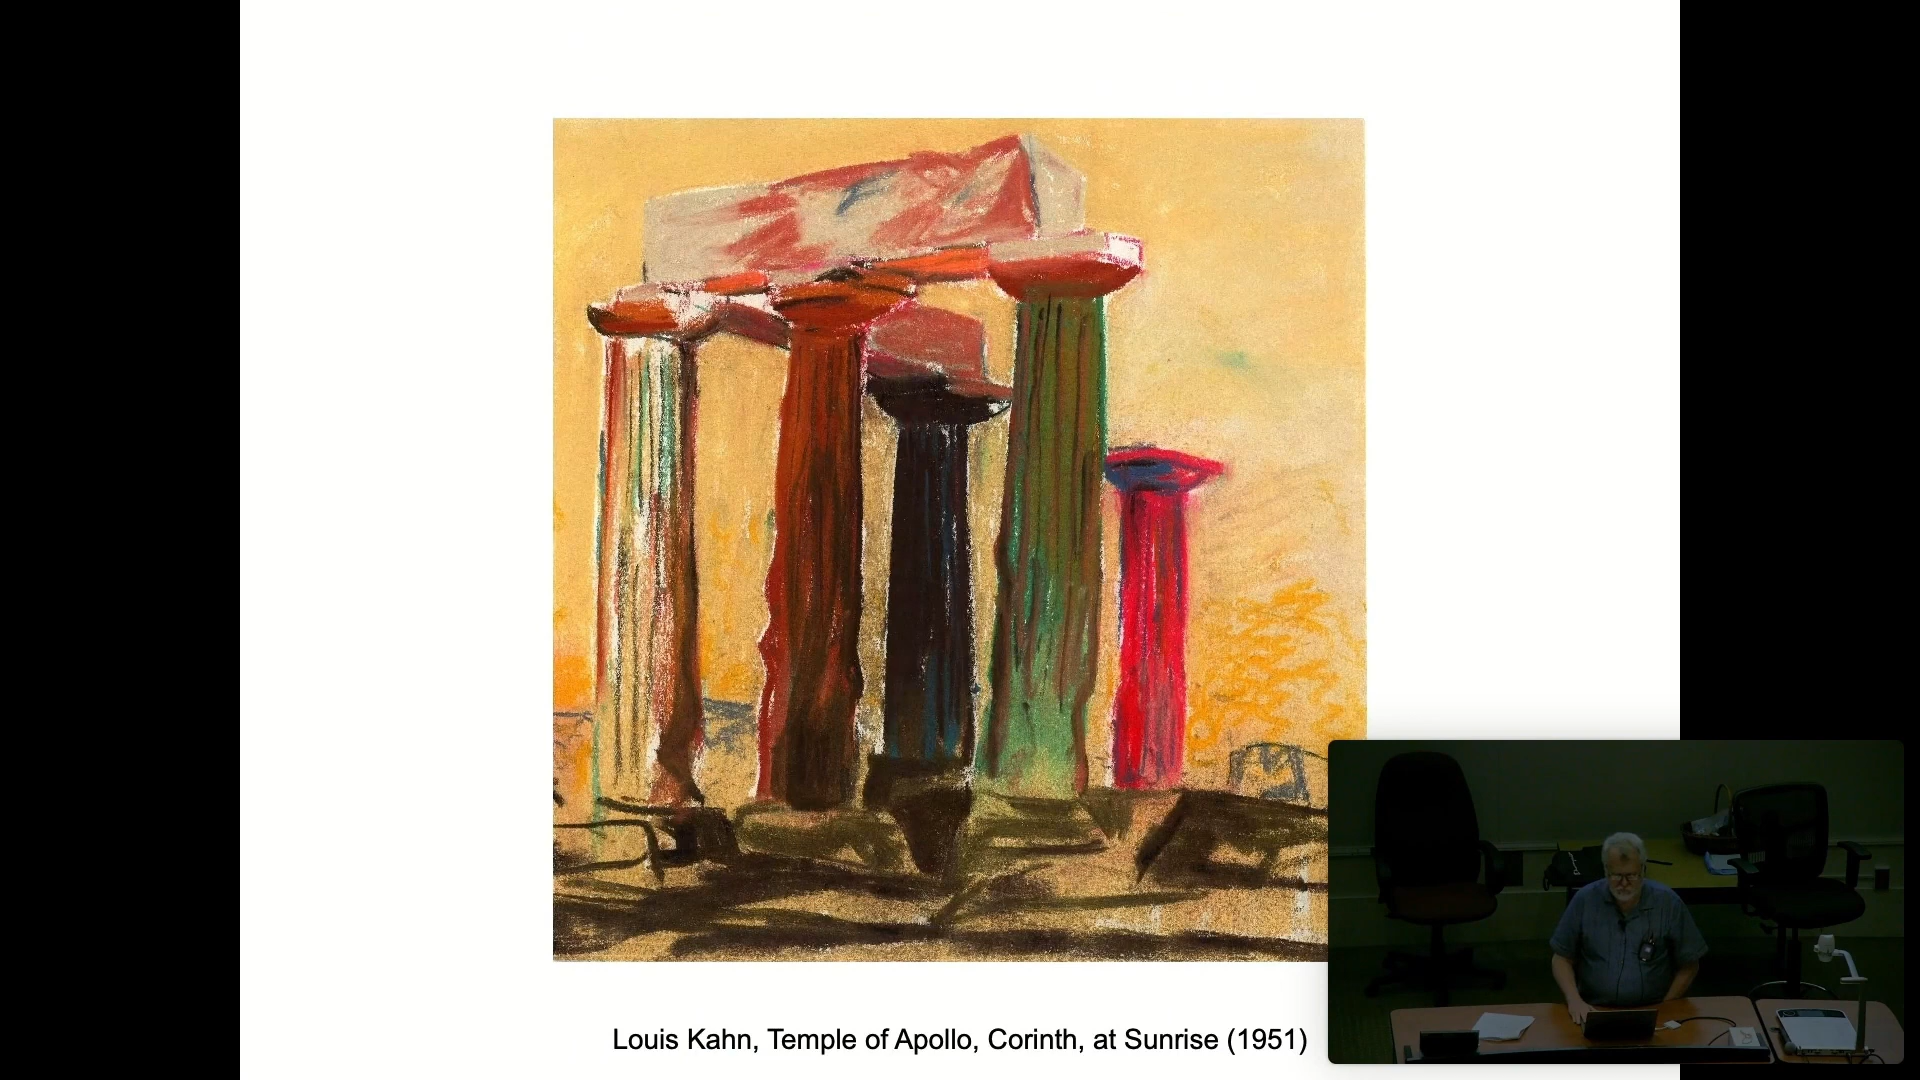 Louis Kahn, Temple of Apollo, Corinth, at Sunrise (1951)